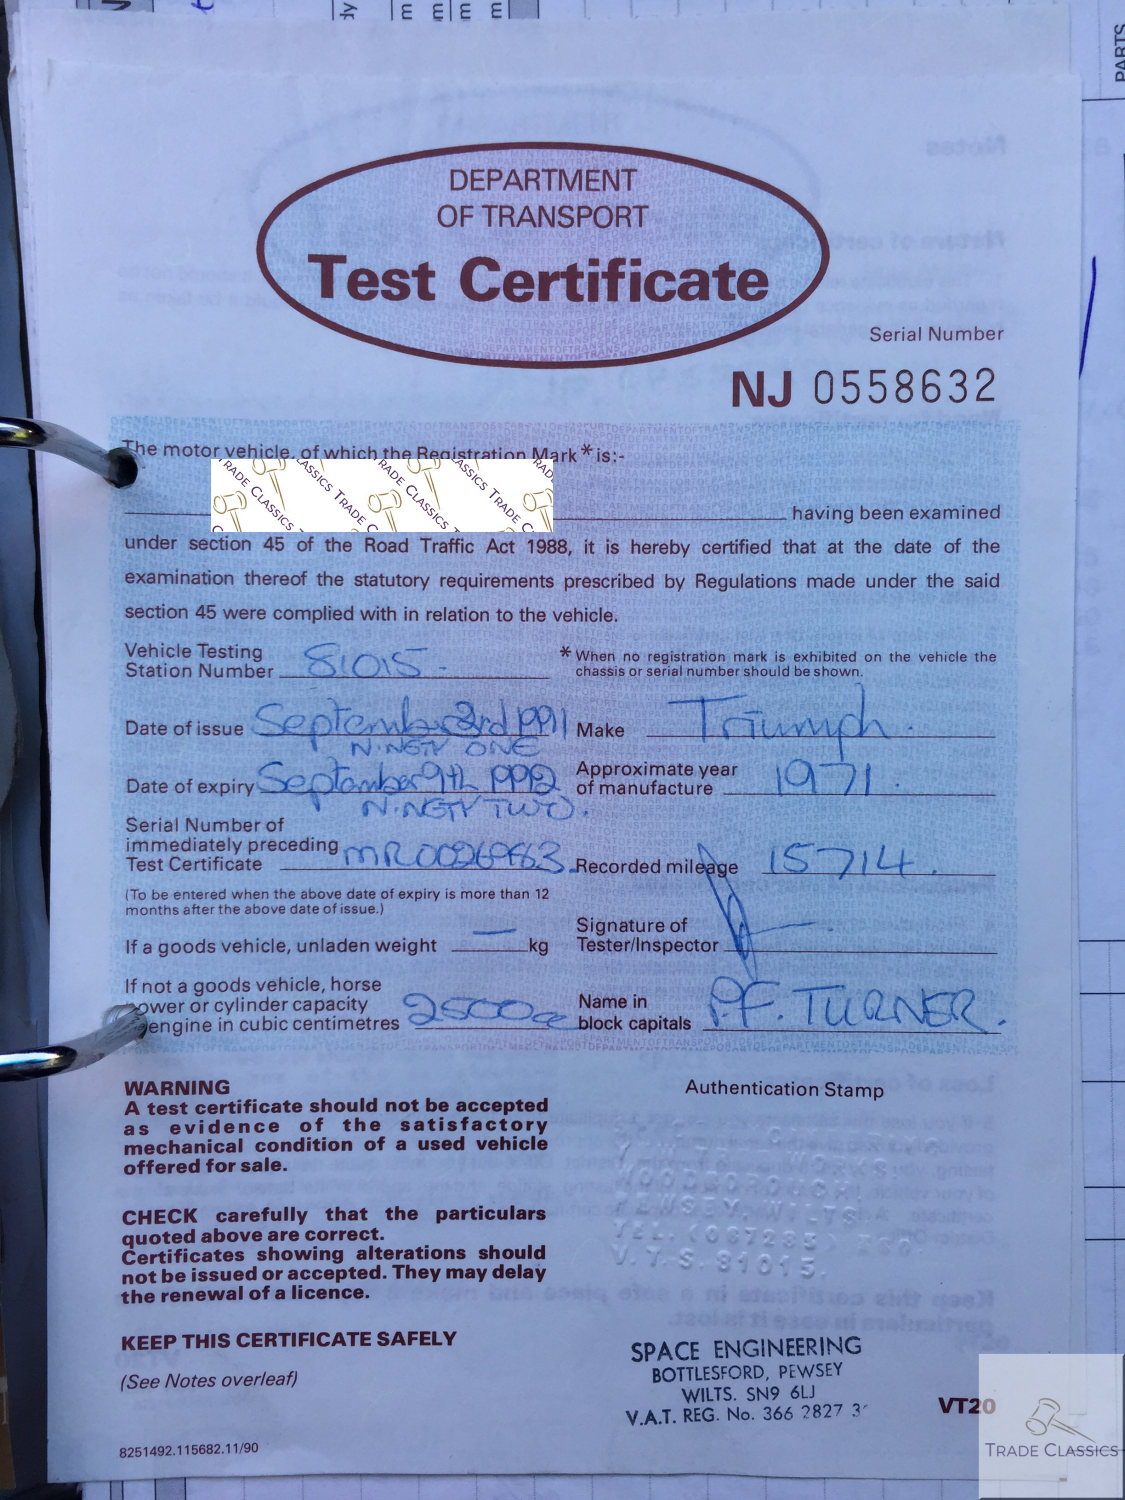 DEPARTMENT
OF TRANSPORT
Test Certificate
Serial Number
NJ 0558632
The motor vehicle, of which the Registration Mark * is:-
having been examined
under section 45 of the Road Traffic Act 1988, it is hereby certified that at the date of the
examination thereof the statutory requirements prescribed by Regulations made under the said
section 45 were complied with in relation to the vehicle.
Vehicle Testing
Station Number 81015.
* When no registration mark is exhibited on the vehicle the
chassis or serial number should be shown.
Date of issue September 3rd 1991
NINETY ONE
Make Triumph.
Date of expiry September 9th 1992
NINETY TWO.
Approximate year
of manufacture 1971.
Serial Number of
immediately preceding
Test Certificate
(To be entered when the above date of expiry is more than 12
months after the above date of issue.)
Recorded mileage 15714.
If a goods vehicle, unladen weight — kg
Signature of
Tester/Inspector
If not a goods vehicle, horse
power or cylinder capacity
engine in cubic centimetres 2500cc
Name in
block capitals P.F. TURNER.
WARNING
A test certificate should not be accepted
as evidence of the satisfactory
mechanical condition of a used vehicle
offered for sale.
CHECK carefully that the particulars
quoted above are correct.
Certificates showing alterations should
not be issued or accepted. They may delay
the renewal of a licence.
KEEP THIS CERTIFICATE SAFELY
(See Notes overleaf)
8251492.115682.11/90
Authentication Stamp
WOODBOROUGH
PEWSEY, WILTS.
V.T.S. 81015.
SPACE ENGINEERING
BOTTLESFORD, PEWSEY
WILTS. SN9 6LJ
V.A.T. REG. No. 366 2827 3
VT20
TRADE CLASSICS
PARTS